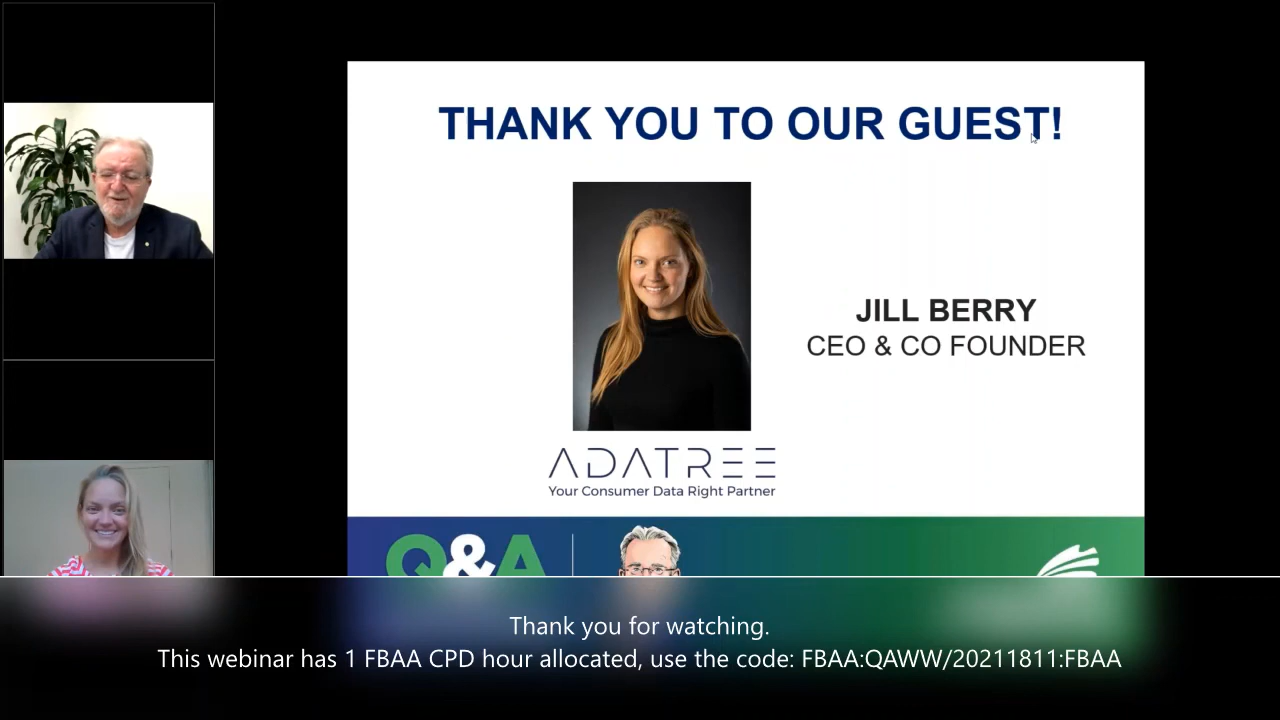 THANK YOU TO OUR GUEST!
JILL BERRY
CEO & CO FOUNDER
ADATREE
Your Consumer Data Right Partner
Q&A
Thank you for watching.
This webinar has 1 FBAA CPD hour allocated, use the code: FBAA:QAWW/20211811:FBAA